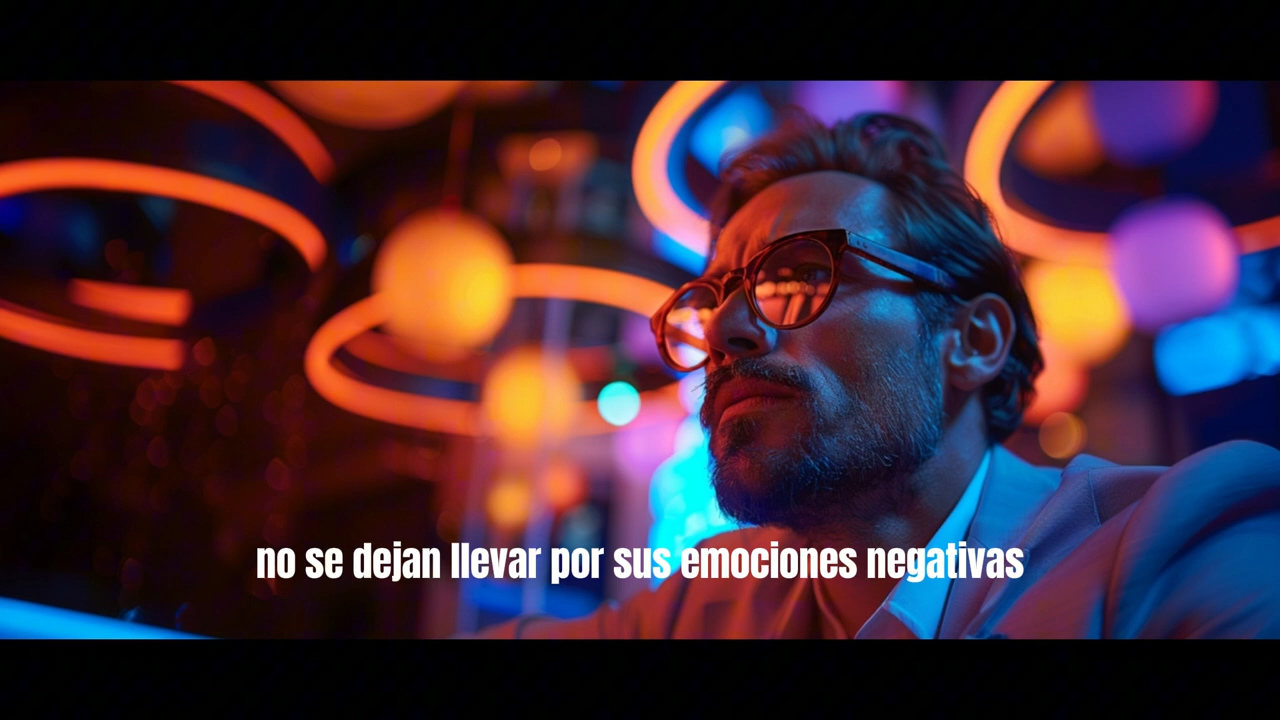 no se dejan llevar por sus emociones negativas